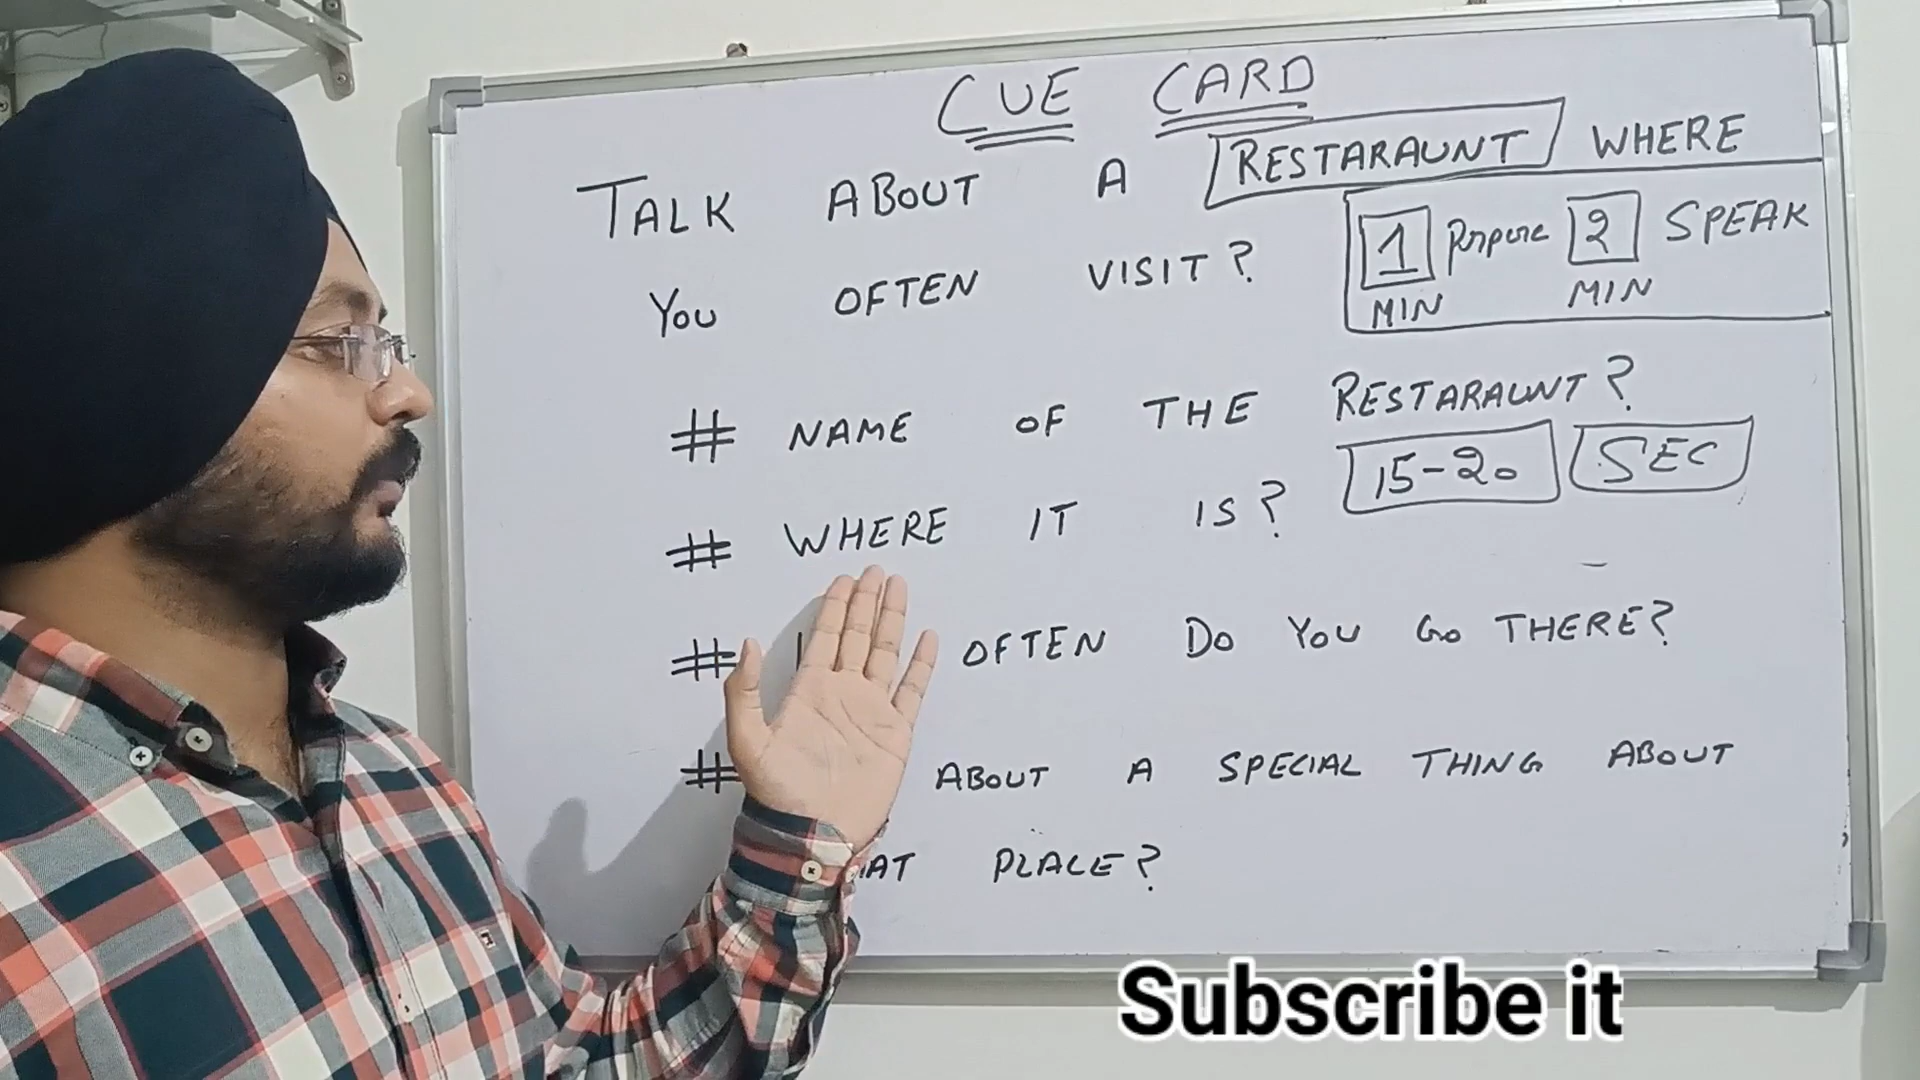 CUE CARD
TALK ABOUT A RESTARAUNT WHERE
YOU OFTEN VISIT?
1 MIN 2 MIN SPEAK
# NAME OF THE RESTARAUNT?
15-20 SEC
# WHERE IT IS?
# OFTEN DO YOU GO THERE?
# ABOUT A SPECIAL THING ABOUT
PLACE?
Subscribe it